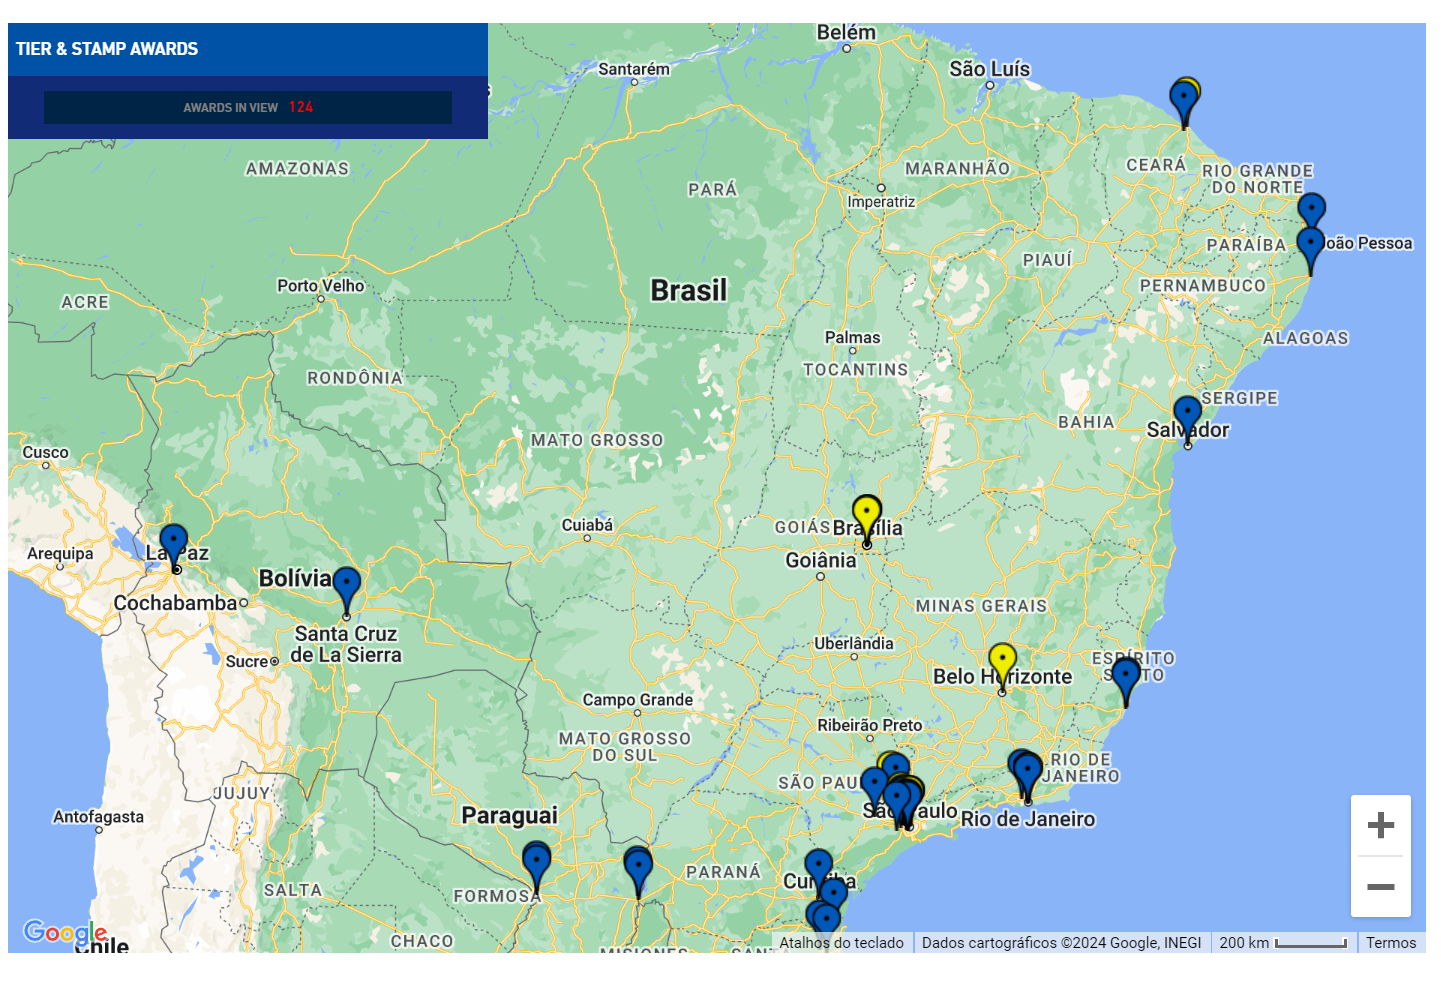 TIER & STAMP AWARDS
AWARDS IN VIEW 124
Belém
São Luís
Santarém
AMAZONAS
PARÁ
MARANHÃO
CEARÁ
RIO GRANDE
DO NORTE
Imperatriz
PARAÍBA
oão Pessoa
PIAUÍ
PERNAMBUCO
Porto Velho
Brasil
ACRE
ALAGOAS
Palmas
TOCANTINS
RONDÔNIA
SERGIPE
BAHIA
Salvador
MATO GROSSO
Cusco
Cuiabá
GOIÁS
Brasília
Arequipa
La Paz
Goiânia
Bolívia
Cochabamba
MINAS GERAIS
Santa Cruz
de La Sierra
Uberlândia
Sucre
ESPÍRITO
Belo Horizonte
Campo Grande
Ribeirão Preto
MATO GROSSO
DO SUL
RIO DE
JANEIRO
SÃO PAU
JUJUY
São Paulo
Rio de Janeiro
Antofagasta
Paraguai
PARANÁ
Curitiba
SALTA
FORMOSA
CHACO
Google
Chile
MISIONES
Atalhos do teclado
Dados cartográficos ©2024 Google, INEGI
200 km
Termos